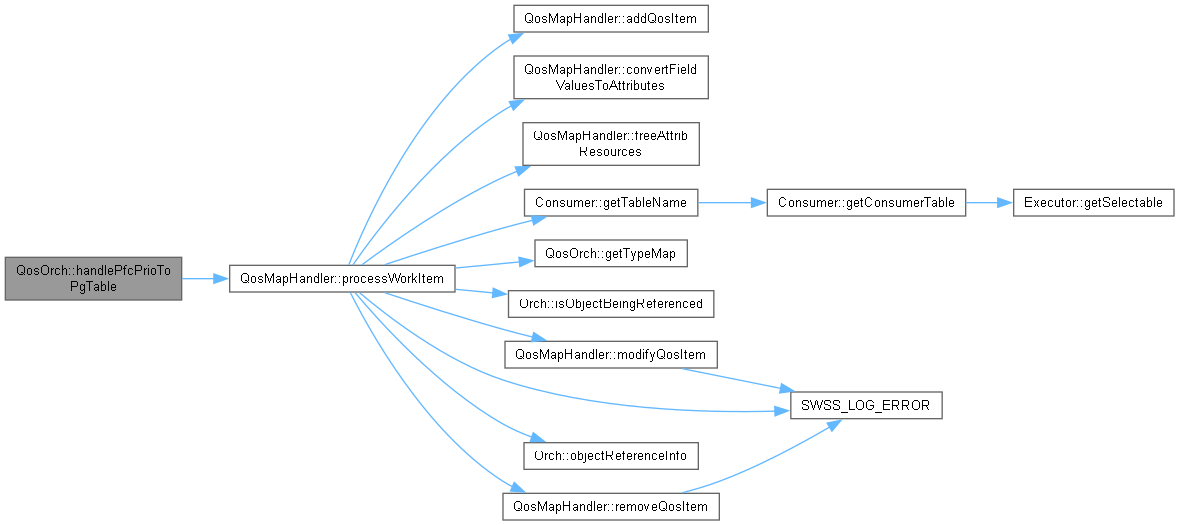 QosMapHandler::addQosItem
QosMapHandler::convertField
ValuesToAttributes
QosMapHandler::freeAttrib
Resources
Consumer::getTableName
Consumer::getConsumerTable
Executor::getSelectable
QosOrch::handlePfcPrioTo
PgTable
QosMapHandler::processWorkItem
QosOrch::getTypeMap
Orch::isObjectBeingReferenced
QosMapHandler::modifyQosItem
SWSS_LOG_ERROR
Orch::objectReferenceInfo
QosMapHandler::removeQosItem